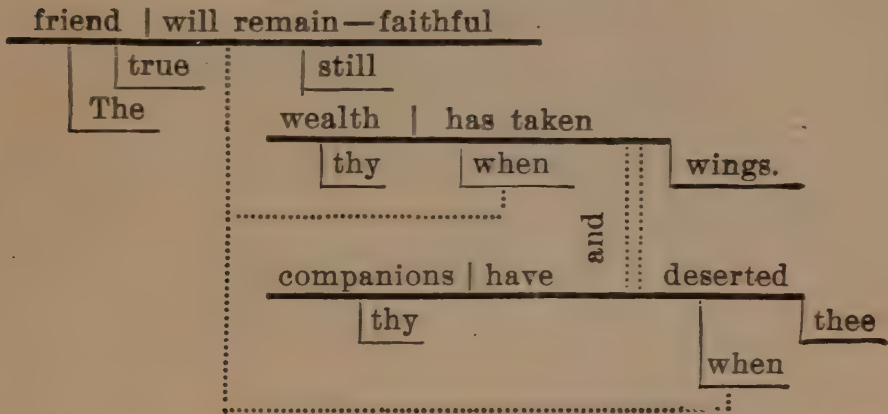 friend | will remain—faithful
true still
The
wealth | has taken
thy when wings.
and
companions | have deserted
thy thee
when